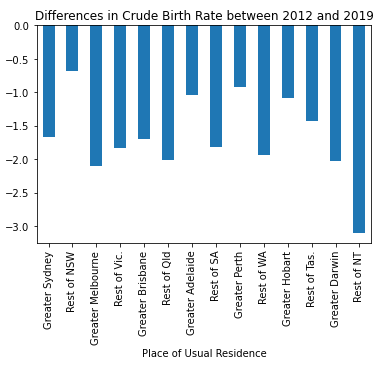 Differences in Crude Birth Rate between 2012 and 2019
0.0
−0.5
−1.0
−1.5
−2.0
−2.5
−3.0
Greater Sydney
Rest of NSW
Greater Melbourne
Rest of Vic.
Greater Brisbane
Rest of Qld
Greater Adelaide
Rest of SA
Greater Perth
Rest of WA
Greater Hobart
Rest of Tas.
Greater Darwin
Rest of NT
Place of Usual Residence